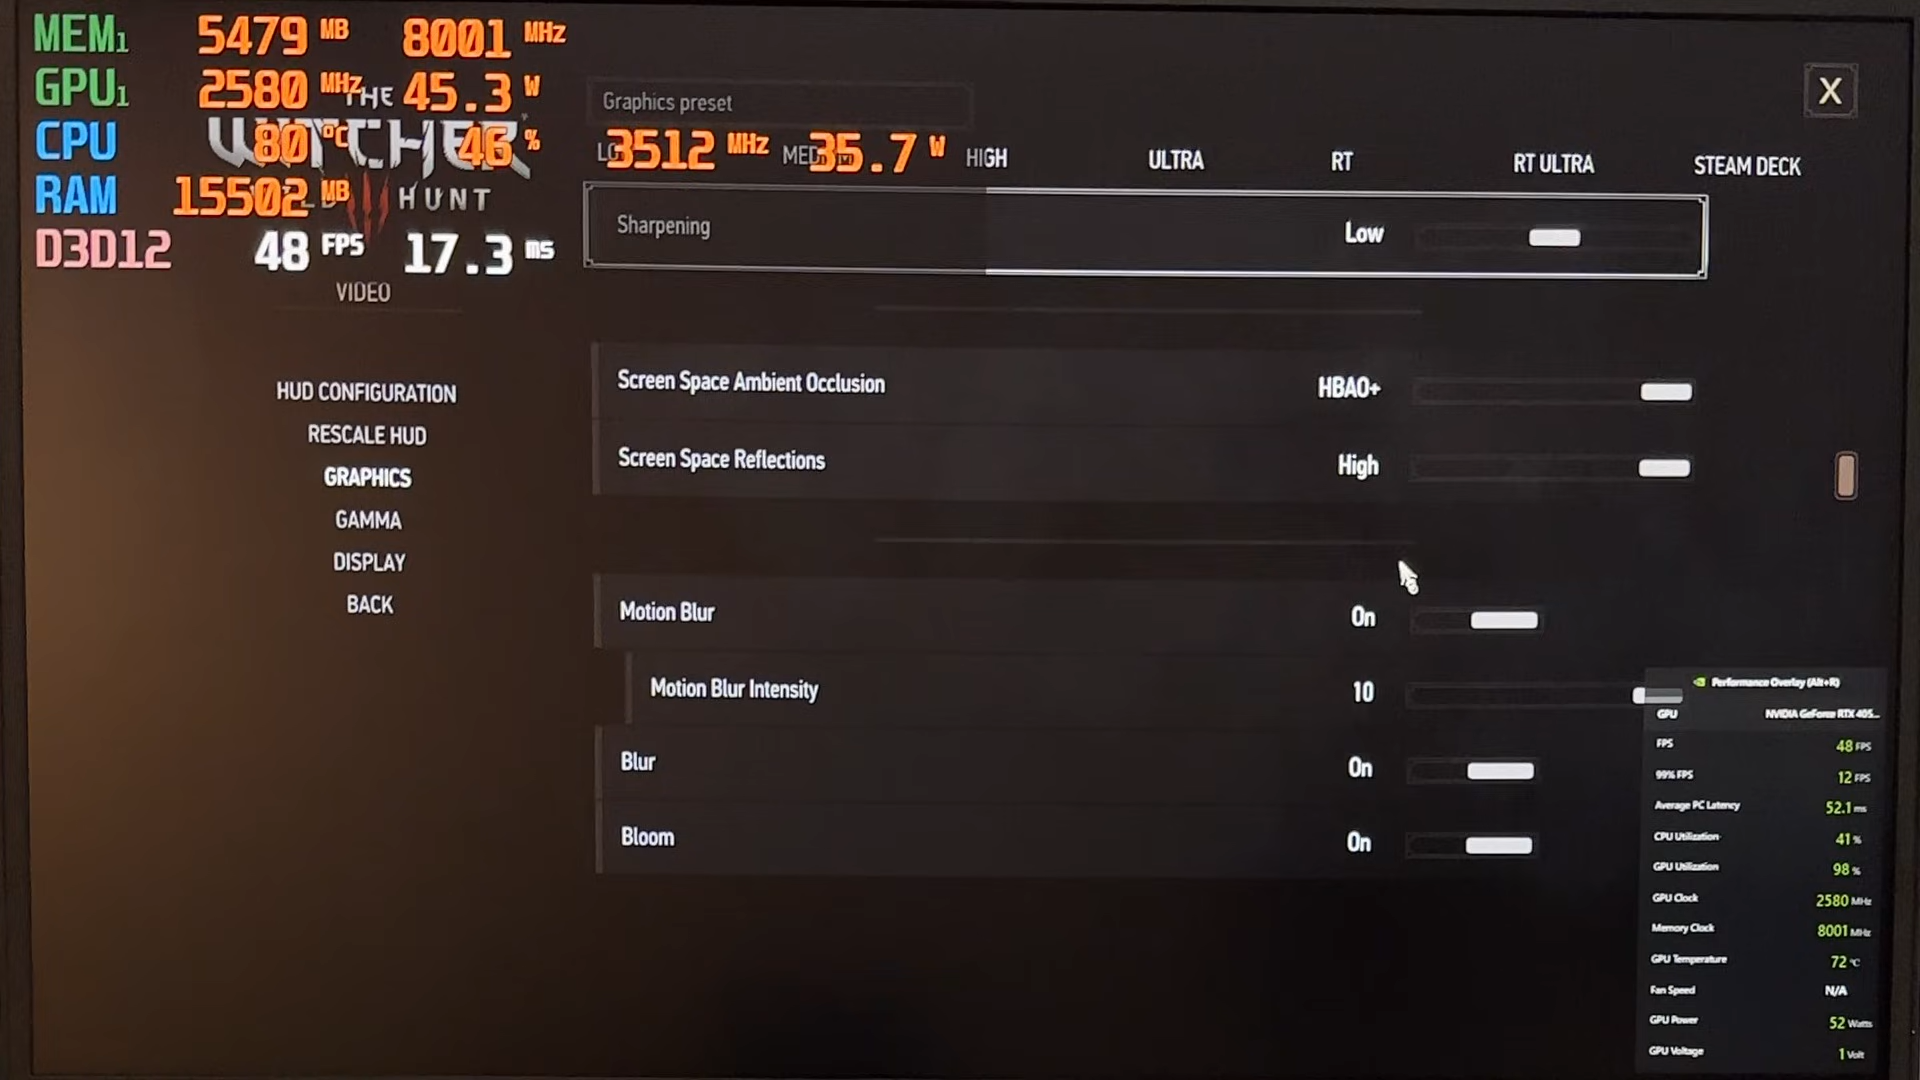 MEM1 5479 MB 8001 MHz
GPU1 2580 MHz 45.3 W
CPU 80 °C 46 % 3512 MHz 35.7 W
RAM 15502 MB
D3D12 48 FPS 17.3 ms
THE
WITCHER
HUNT
VIDEO
HUD CONFIGURATION
RESCALE HUD
GRAPHICS
GAMMA
DISPLAY
BACK
Graphics preset
HIGH ULTRA RT RT ULTRA STEAM DECK
X
Sharpening Low
Screen Space Ambient Occlusion HBAO+
Screen Space Reflections High
Motion Blur On
Motion Blur Intensity 10
Blur On
Bloom On
Performance Overlay (Alt+R)
GPU NVIDIA GeForce RTX 405...
FPS 48 FPS
99% FPS 12 FPS
Average PC Latency 52.1 ms
CPU Utilization 41 %
GPU Utilization 98 %
GPU Clock 2580 MHz
Memory Clock 8001 MHz
GPU Temperature 72 °C
Fan Speed N/A
GPU Power 52 Watts
GPU Voltage 1 Volt